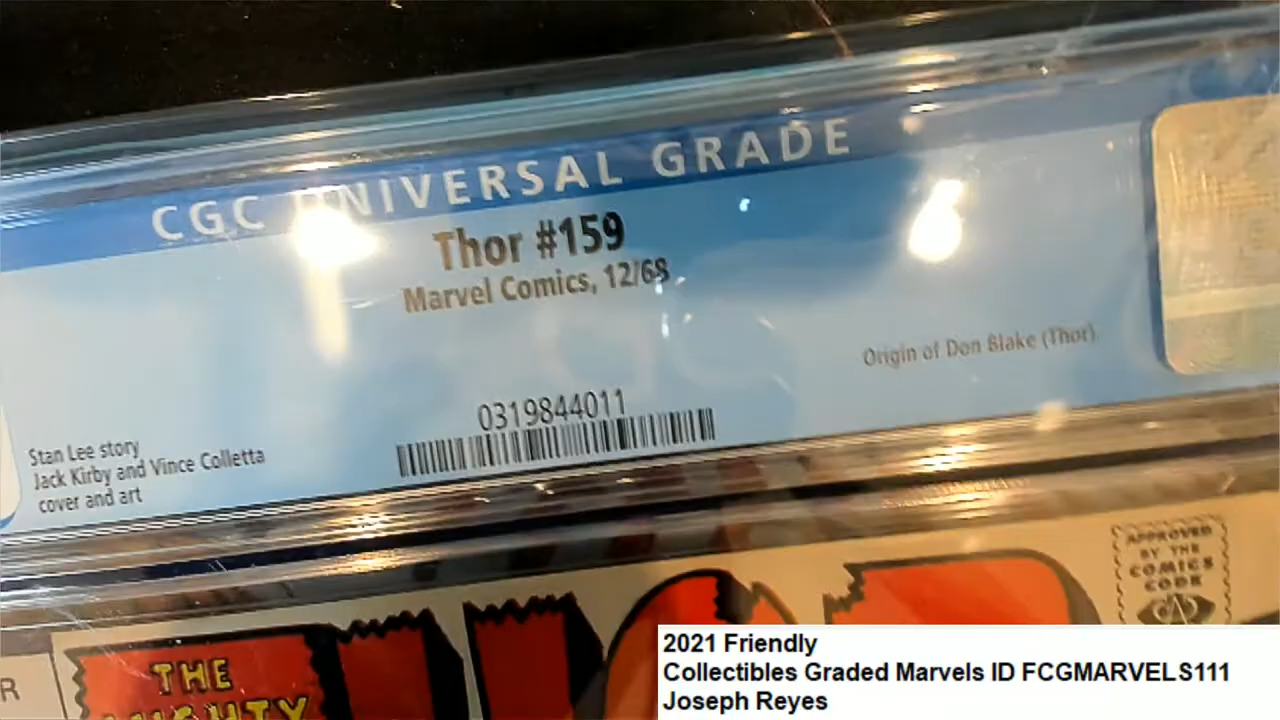 CGC UNIVERSAL GRADE
Thor #159
Marvel Comics, 12/68
Origin of Don Blake (Thor)
0319844011
Stan Lee story
Jack Kirby and Vince Colletta
cover and art
APPROVED
BY THE
COMICS
CODE
THE
MIGHTY
R
2021 Friendly
Collectibles Graded Marvels ID FCGMARVELS111
Joseph Reyes